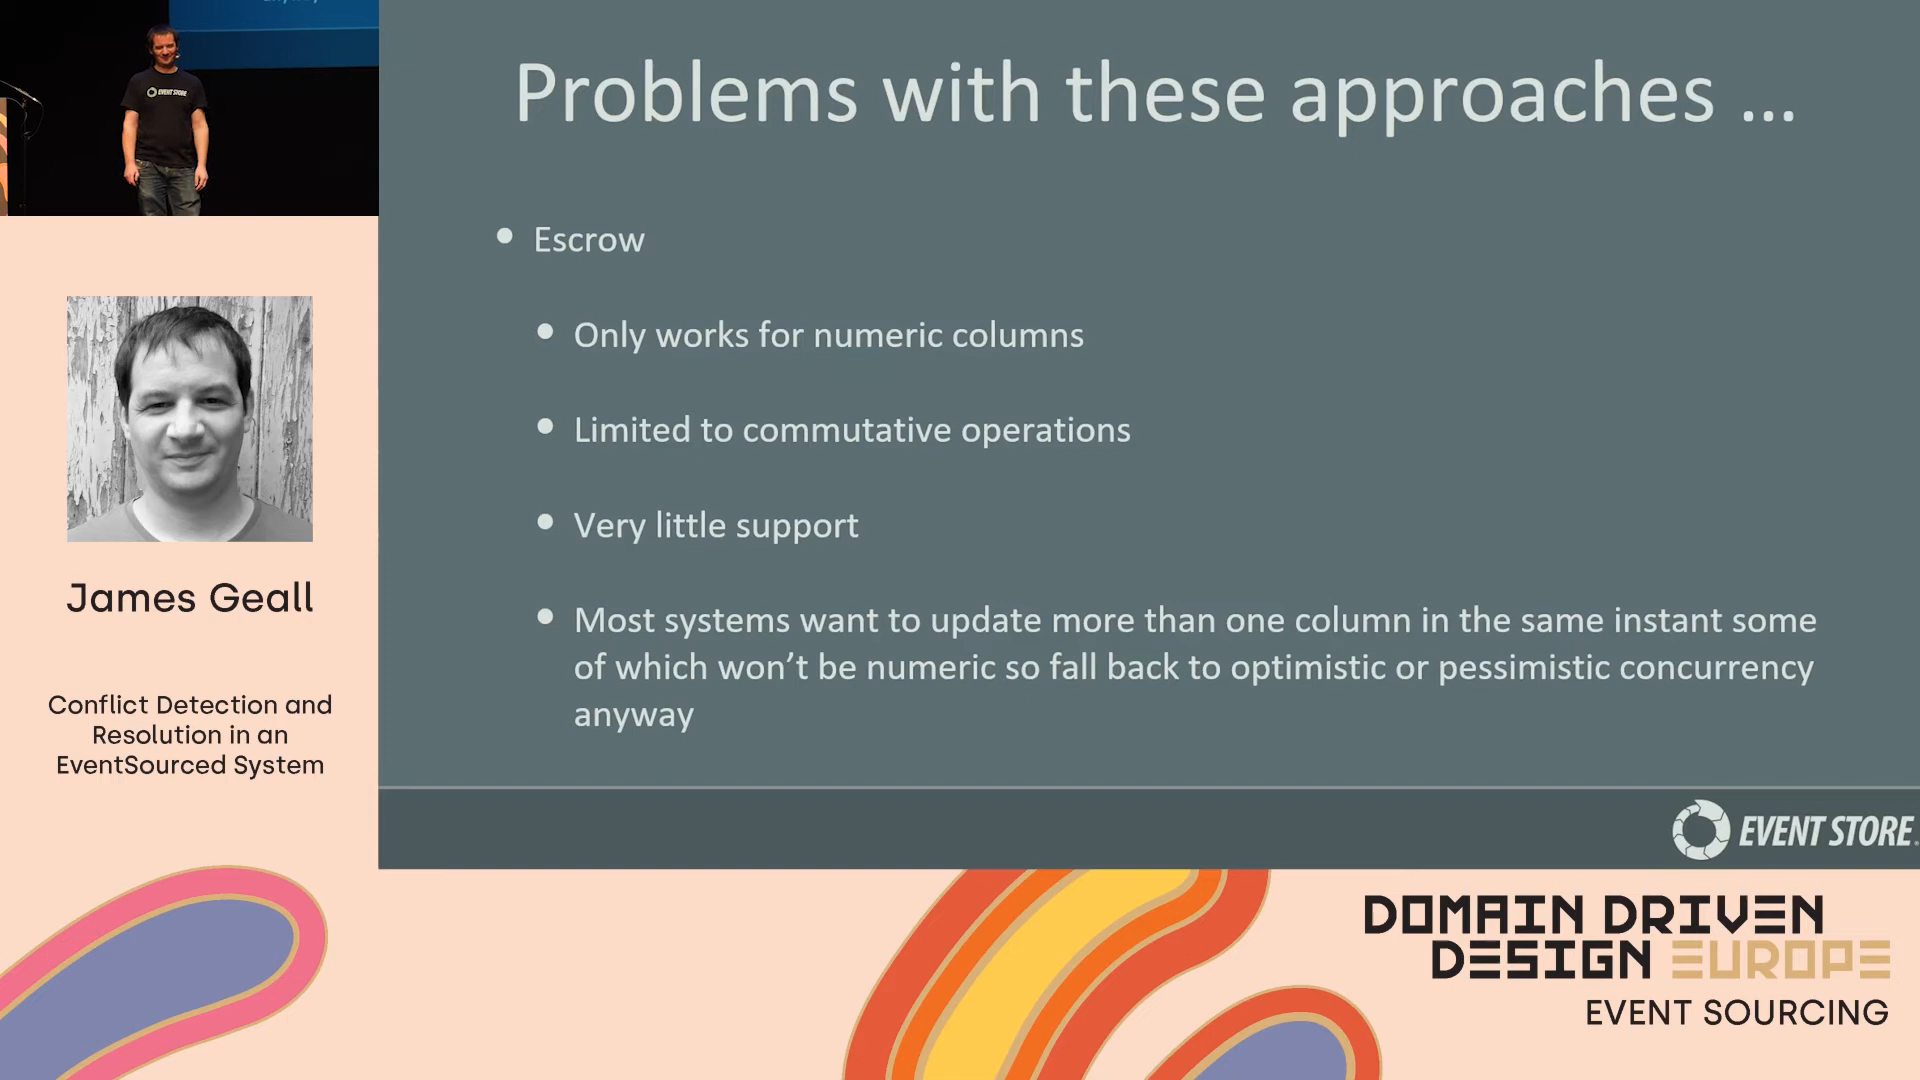 anyway
EVENT STORE
Problems with these approaches ...
• Escrow
• Only works for numeric columns
• Limited to commutative operations
• Very little support
• Most systems want to update more than one column in the same instant some
of which won’t be numeric so fall back to optimistic or pessimistic concurrency
anyway
James Geall
Conflict Detection and
Resolution in an
EventSourced System
EVENT STORE
DOMAIN DRIVEN
DESIGN EUROPE
EVENT SOURCING